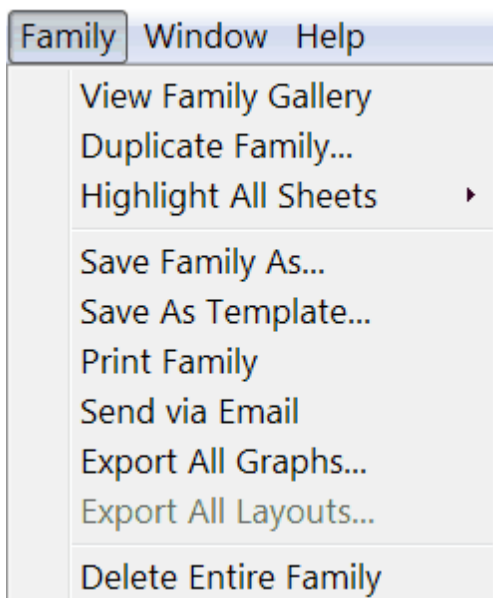 Family Window Help
View Family Gallery
Duplicate Family...
Highlight All Sheets
Save Family As...
Save As Template...
Print Family
Send via Email
Export All Graphs...
Export All Layouts...
Delete Entire Family